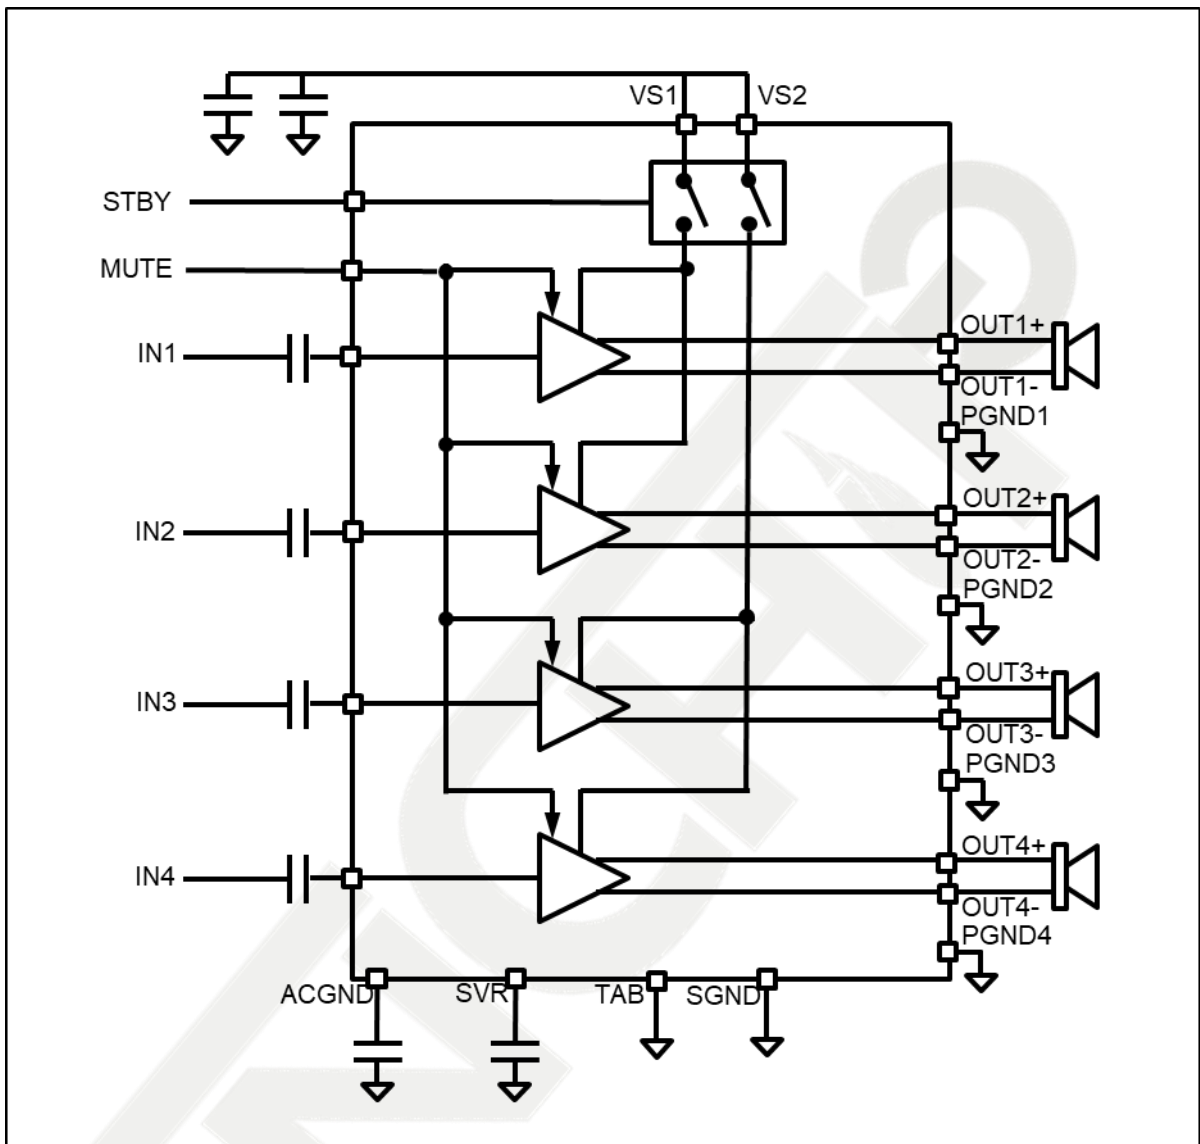 VS1
VS2
STBY
MUTE
IN1
OUT1+
OUT1-
PGND1
IN2
OUT2+
OUT2-
PGND2
IN3
OUT3+
OUT3-
PGND3
IN4
OUT4+
OUT4-
PGND4
ACGND
SVR
TAB
SGND